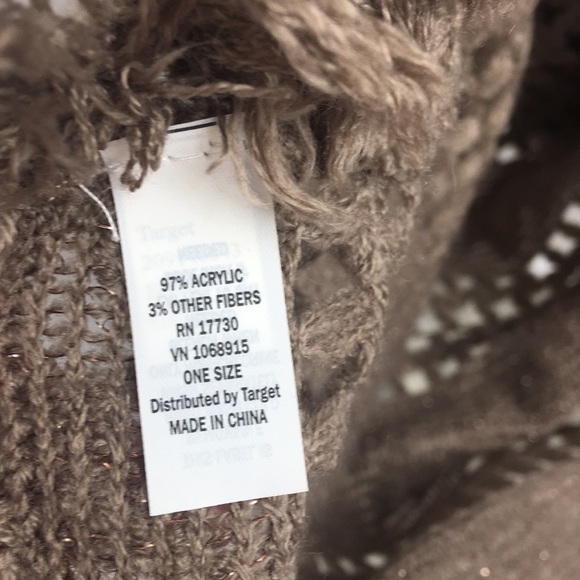 97% ACRYLIC
3% OTHER FIBERS
RN 17730
VN 1068915
ONE SIZE
Distributed by Target
MADE IN CHINA